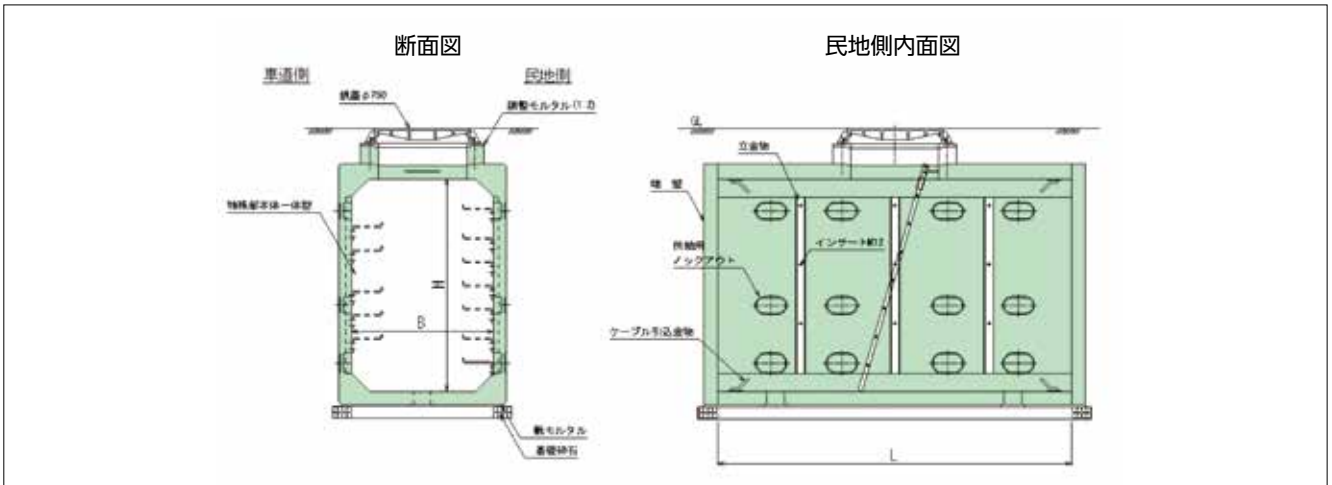 断面図
車道側
民地側
鉄蓋φ750
調整モルタル(1:2)
特殊部本体一体型
H
B
敷モルタル
基礎砕石
民地側内面図
GL
立金物
端 壁
供給用
ノックアウト
インサートM12
ケーブル引込金物
L